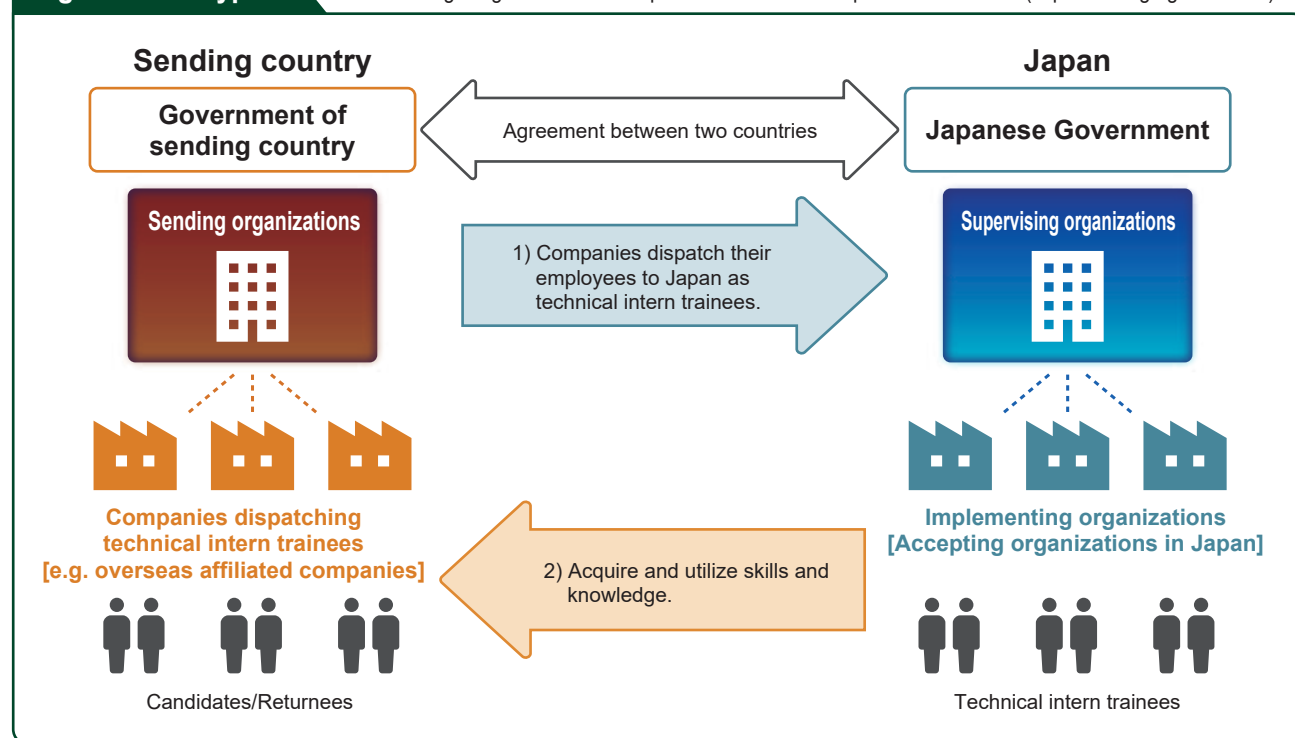 Sending country
Japan
Government of
sending country
Agreement between two countries
Japanese Government
Sending organizations
1) Companies dispatch their
employees to Japan as
technical intern trainees.
Supervising organizations
Companies dispatching
technical intern trainees
[e.g. overseas affiliated companies]
2) Acquire and utilize skills and
knowledge.
Implementing organizations
[Accepting organizations in Japan]
Candidates/Returnees
Technical intern trainees